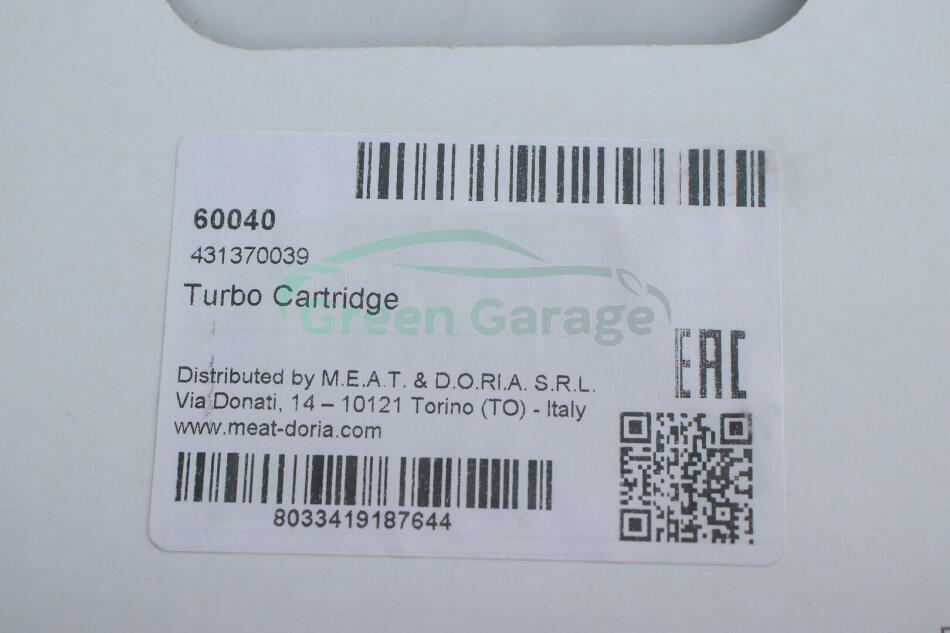 60040
431370039
Turbo Cartridge
Green Garage
EAC
Distributed by M.E.A.T. & D.O.RI.A. S.R.L.
Via Donati, 14 – 10121 Torino (TO) - Italy
www.meat-doria.com
8033419187644